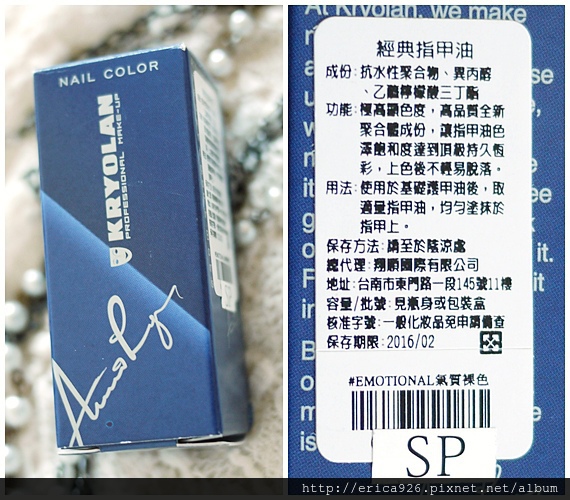 NAIL COLOR
KRYOLAN
PROFESSIONAL MAKE-UP
At Kryolan, we make
經典指甲油
成份：抗水性聚合物、異丙醇
、乙醯檸檬酸三丁酯
功能：極高顯色度，高品質全新
聚合體成份，讓指甲油色
澤飽和度達到頂級持久恆
彩，上色後不輕易脫落。
用法：使用於基礎護甲油後，取
適量指甲油，均勻塗抹於
指甲上。
保存方法：請至於陰涼處
總代理：翔順國際有限公司
地址：台南市東門路一段145號11樓
容量/批號：見瓶身或包裝盒
核准字號：一般化妝品免申請備查
保存期限：2016/02
#EMOTIONAL氣質裸色
SP
http://erica926.pixnet.net/album